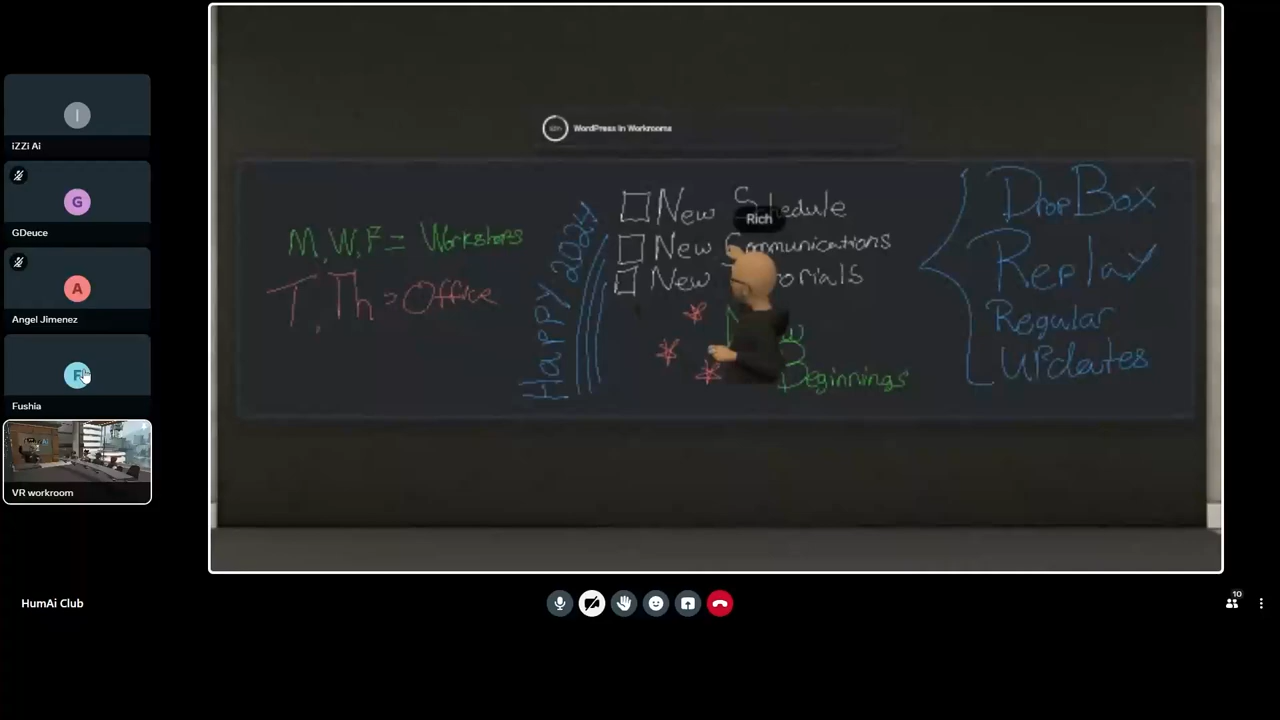 I
iZZi Ai
G
GDeuce
A
Angel Jimenez
F
Fushia
VR workroom
HumAi Club
WordPress in Workrooms
M, W, F = Workshops
T, Th = Office
HAPPY 2024
New Schedule
Rich
New Communications
New
New
Beginnings
DropBox
Replay
Regular
UPdates
10